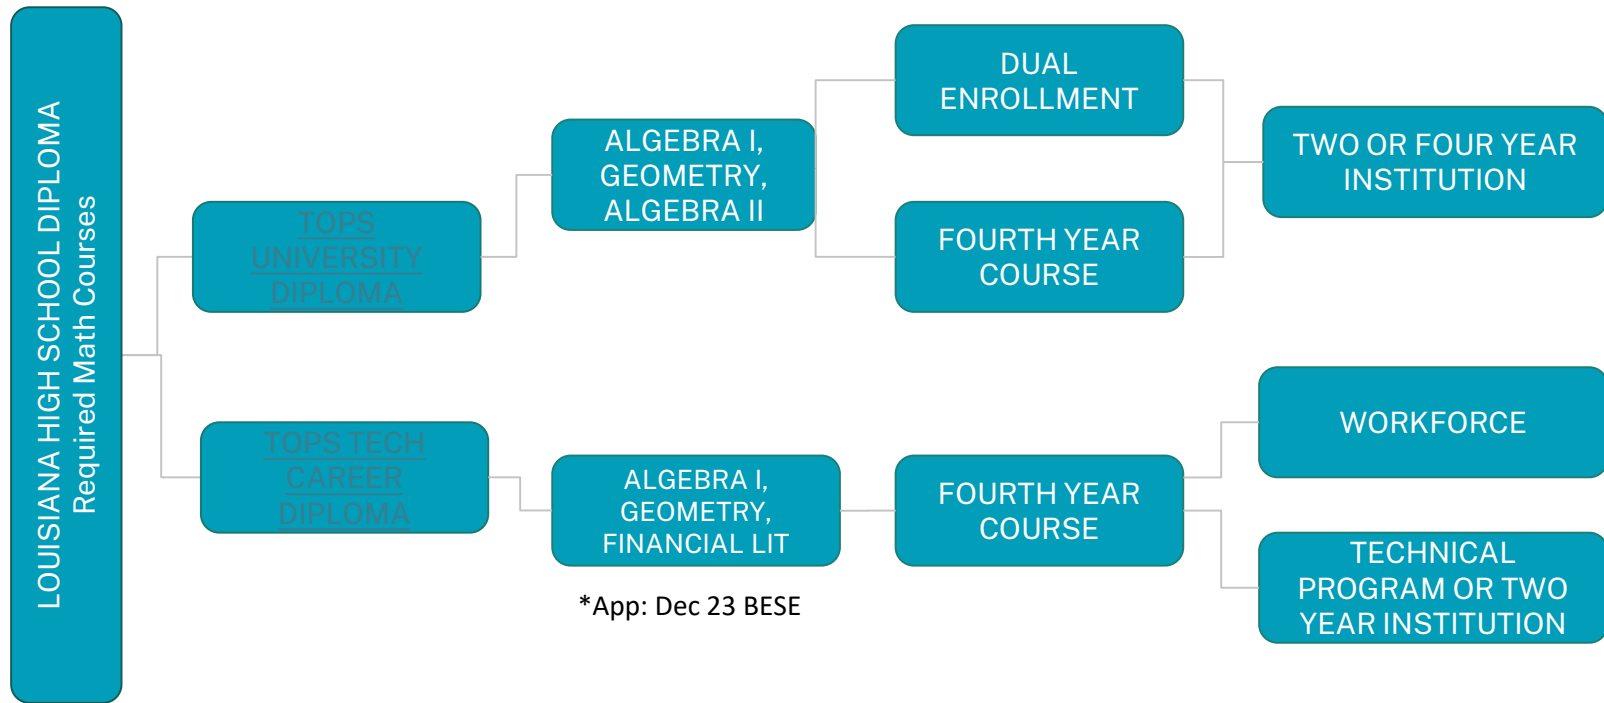 LOUISIANA HIGH SCHOOL DIPLOMA
Required Math Courses
TOPS
UNIVERSITY
DIPLOMA
ALGEBRA I,
GEOMETRY,
ALGEBRA II
DUAL
ENROLLMENT
FOURTH YEAR
COURSE
TWO OR FOUR YEAR
INSTITUTION
TOPS TECH
CAREER
DIPLOMA
ALGEBRA I,
GEOMETRY,
FINANCIAL LIT
*App: Dec 23 BESE
FOURTH YEAR
COURSE
WORKFORCE
TECHNICAL
PROGRAM OR TWO
YEAR INSTITUTION